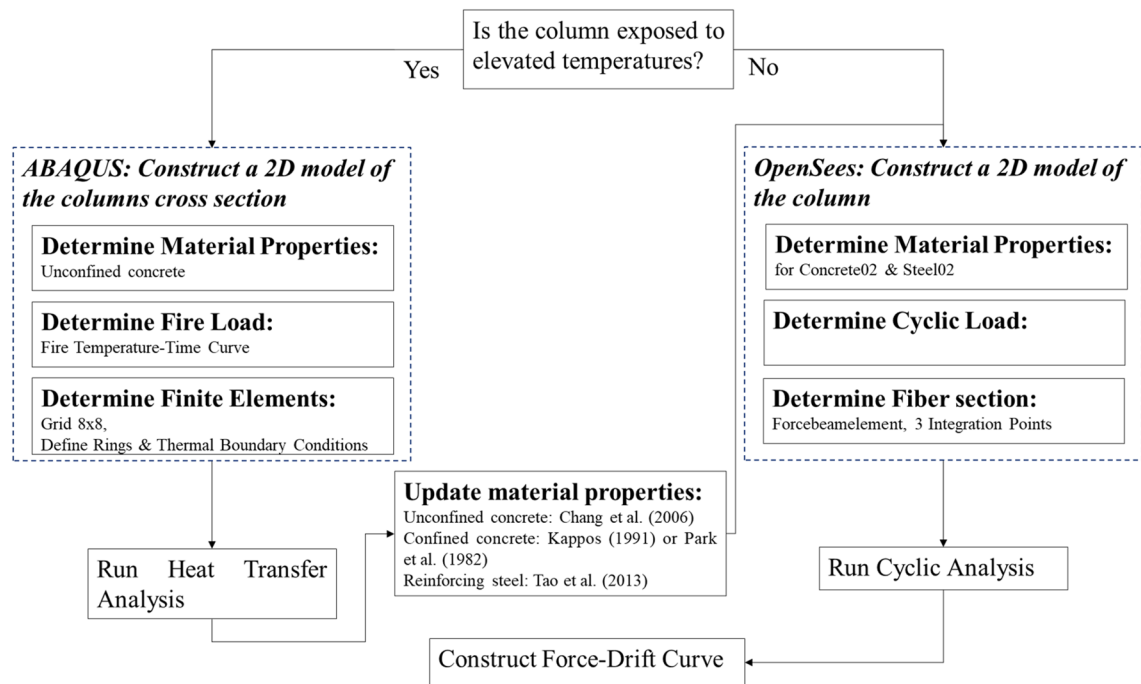 Is the column exposed to
elevated temperatures?
Yes
No
ABAQUS: Construct a 2D model of
the columns cross section
Determine Material Properties:
Unconfined concrete
Determine Fire Load:
Fire Temperature-Time Curve
Determine Finite Elements:
Grid 8x8,
Define Rings & Thermal Boundary Conditions
Run Heat Transfer
Analysis
Update material properties:
Unconfined concrete: Chang et al. (2006)
Confined concrete: Kappos (1991) or Park
et al. (1982)
Reinforcing steel: Tao et al. (2013)
OpenSees: Construct a 2D model of
the column
Determine Material Properties:
for Concrete02 & Steel02
Determine Cyclic Load:
Determine Fiber section:
Forcebeamelement, 3 Integration Points
Run Cyclic Analysis
Construct Force-Drift Curve